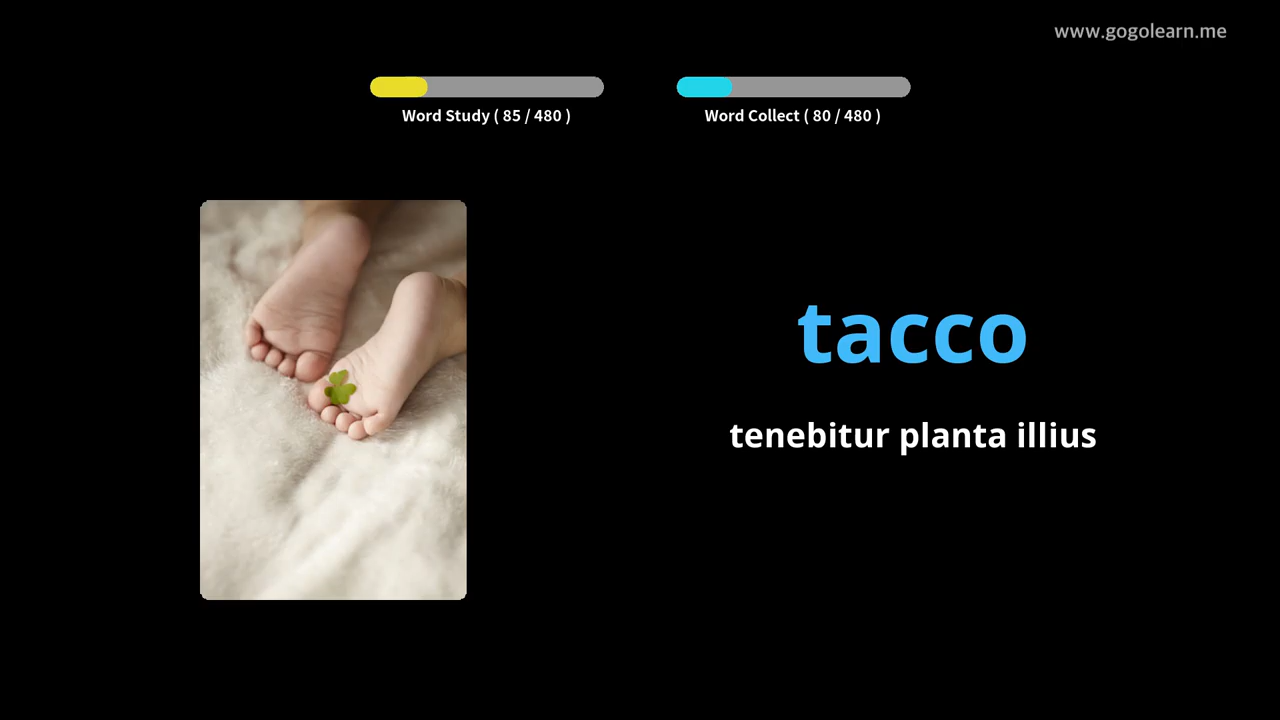 www.gogolearn.me
Word Study ( 85 / 480 )
Word Collect ( 80 / 480 )
tacco
tenebitur planta illius